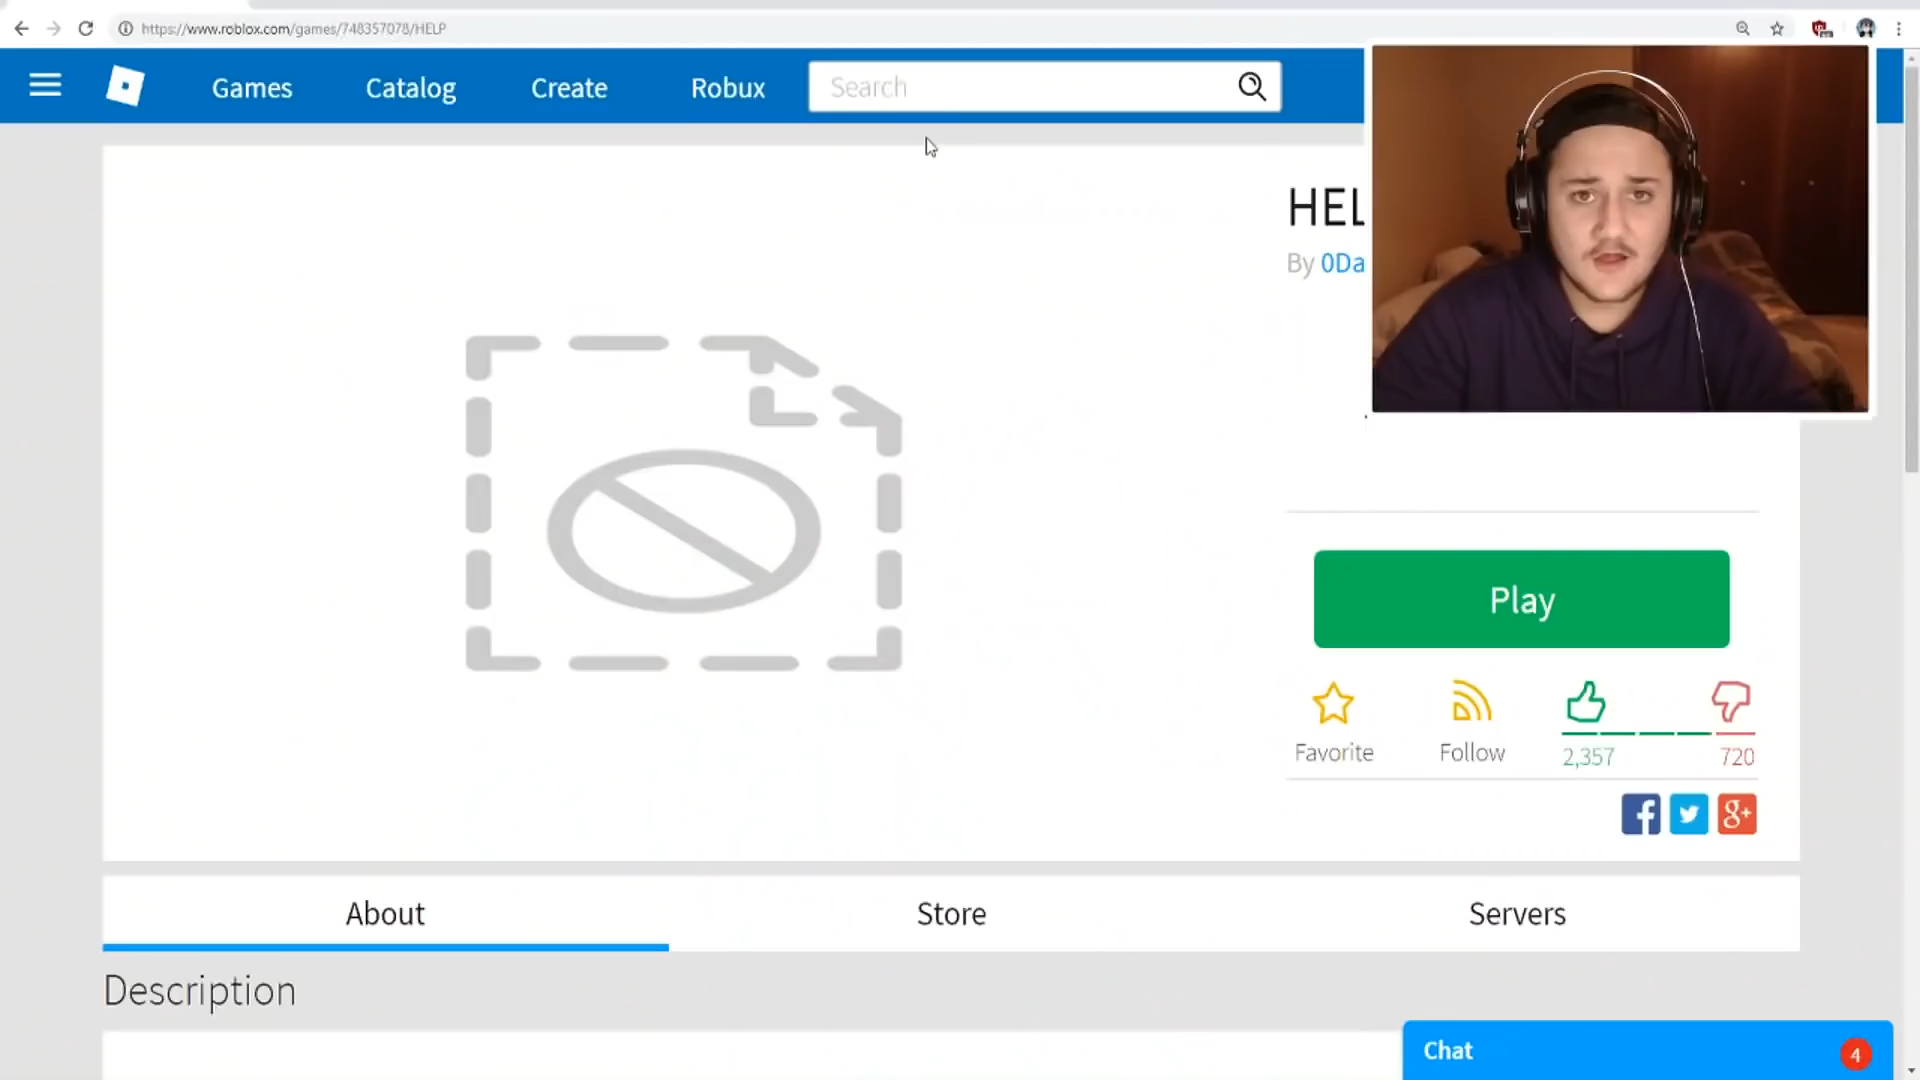 https://www.roblox.com/games/748357078/HELP
Games
Catalog
Create
Robux
Search
HEL
By 0Da
Play
Favorite
Follow
2,357
720
About
Store
Servers
Description
Chat
4